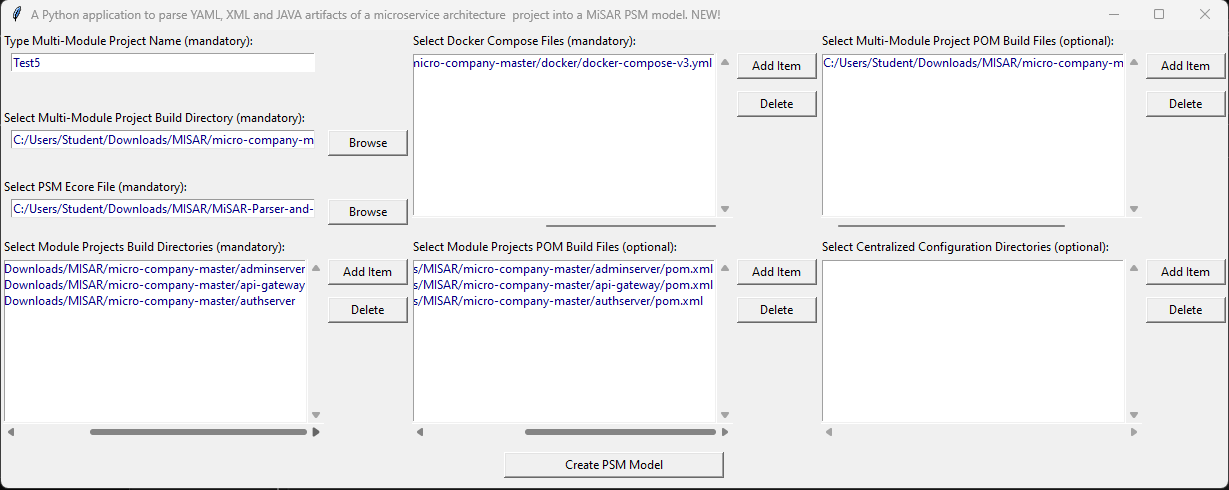 A Python application to parse YAML, XML and JAVA artifacts of a microservice architecture  project into a MiSAR PSM model. NEW!
Type Multi-Module Project Name (mandatory):
Test5
Select Multi-Module Project Build Directory (mandatory):
C:/Users/Student/Downloads/MISAR/micro-company-m
Browse
Select PSM Ecore File (mandatory):
C:/Users/Student/Downloads/MISAR/MiSAR-Parser-and-
Browse
Select Docker Compose Files (mandatory):
micro-company-master/docker/docker-compose-v3.yml
Add Item
Delete
Select Multi-Module Project POM Build Files (optional):
C:/Users/Student/Downloads/MISAR/micro-company-m
Add Item
Delete
Select Module Projects Build Directories (mandatory):
Downloads/MISAR/micro-company-master/adminserver
Downloads/MISAR/micro-company-master/api-gateway
Downloads/MISAR/micro-company-master/authserver
Add Item
Delete
Select Module Projects POM Build Files (optional):
s/MISAR/micro-company-master/adminserver/pom.xml
s/MISAR/micro-company-master/api-gateway/pom.xml
s/MISAR/micro-company-master/authserver/pom.xml
Add Item
Delete
Select Centralized Configuration Directories (optional):
Add Item
Delete
Create PSM Model